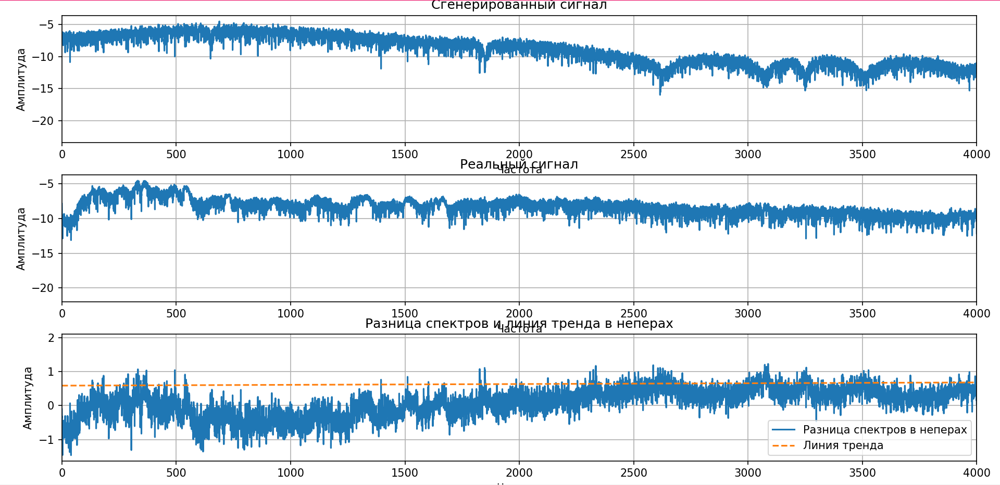 Сгенерированный сигнал
Амплитуда
−5
−10
−15
−20
0 500 1000 1500 2000 2500 3000 3500 4000
Частота
Реальный сигнал
Амплитуда
−5
−10
−15
−20
0 500 1000 1500 2000 2500 3000 3500 4000
Частота
Разница спектров и линия тренда в неперах
Амплитуда
2
1
0
−1
Разница спектров в неперах
Линия тренда
0 500 1000 1500 2000 2500 3000 3500 4000